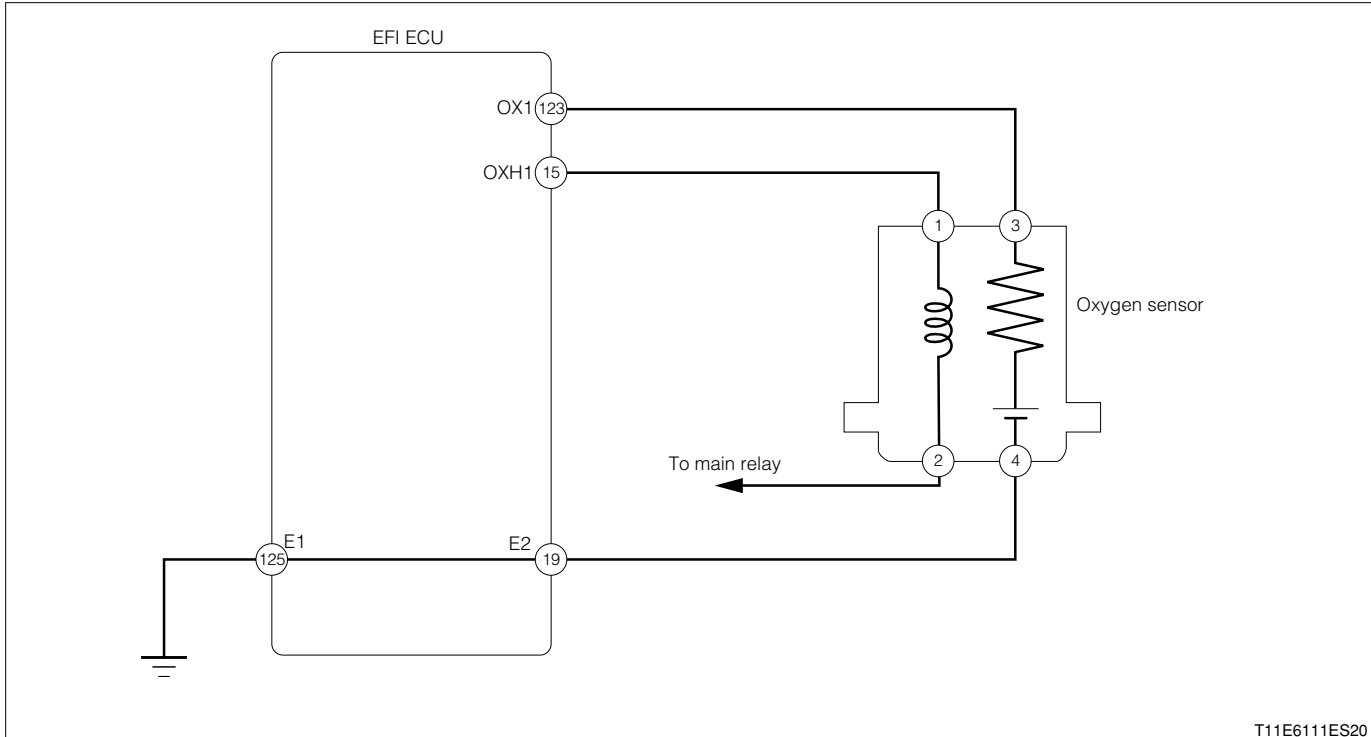 EFI ECU
OX1 123
OXH1 15
1 3
Oxygen sensor
To main relay
2 4
E1
125
E2
19
T11E6111ES20